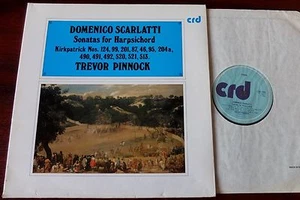 crd
DOMENICO SCARLATTI
Sonatas for Harpsichord
Kirkpatrick Nos. 124, 99, 201, 87, 46, 95, 204a,
490, 491, 492, 520, 521, 513.
TREVOR PINNOCK
crd